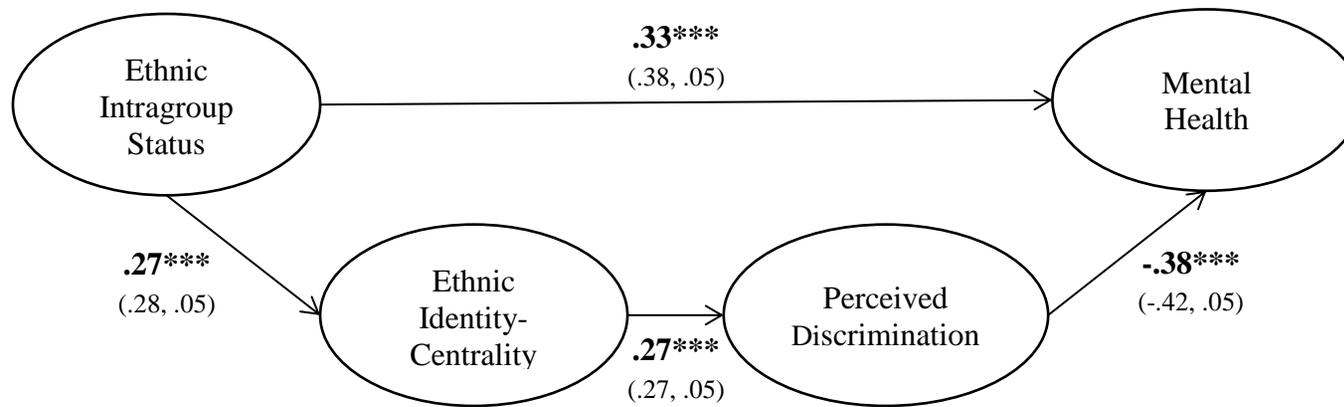 .33***
(.38, .05)
Ethnic
Intragroup
Status
Mental
Health
.27***
(.28, .05)
Ethnic
Identity-
Centrality
.27***
(.27, .05)
Perceived
Discrimination
-.38***
(-.42, .05)